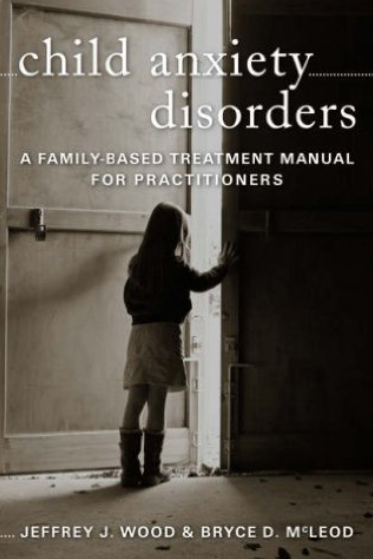 child anxiety
disorders
A FAMILY-BASED TREATMENT MANUAL
FOR PRACTITIONERS
JEFFREY J. WOOD & BRYCE D. McLEOD